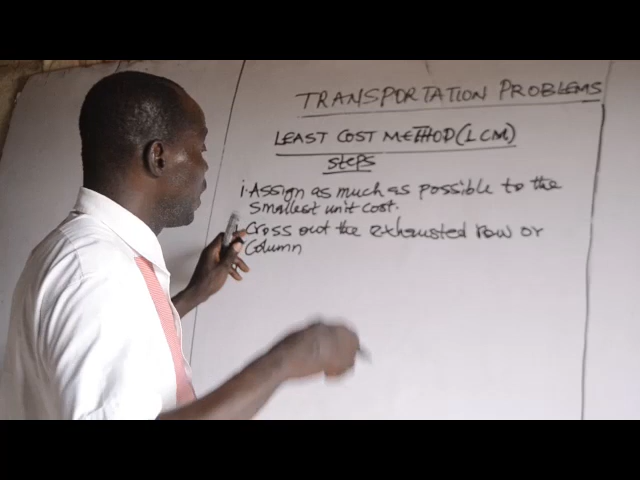 TRANSPORTATION PROBLEMS
LEAST COST METHOD (LCM)
steps
i. Assign as much as possible to the
smallest unit cost.
Cross out the exhausted row or
Column